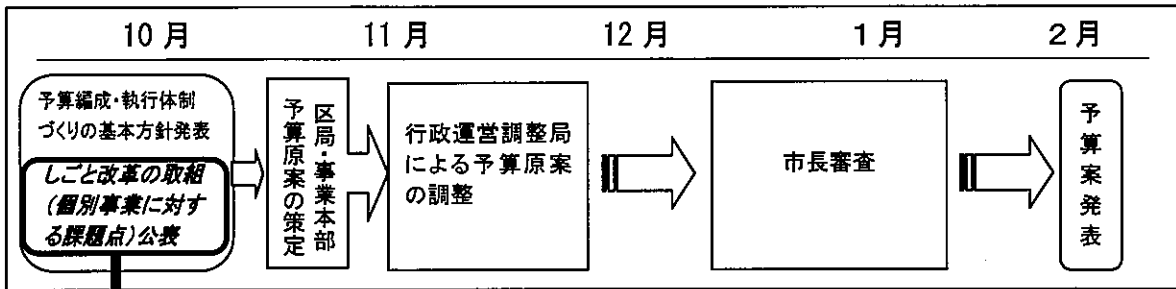 10月 11月 12月 1月 2月
予算編成・執行体制
づくりの基本方針発表
しごと改革の取組
(個別事業に対す
る課題点)公表
区局・事業本部
予算原案の策定
行政運営調整局
による予算原案
の調整
市長審査
予算案発表